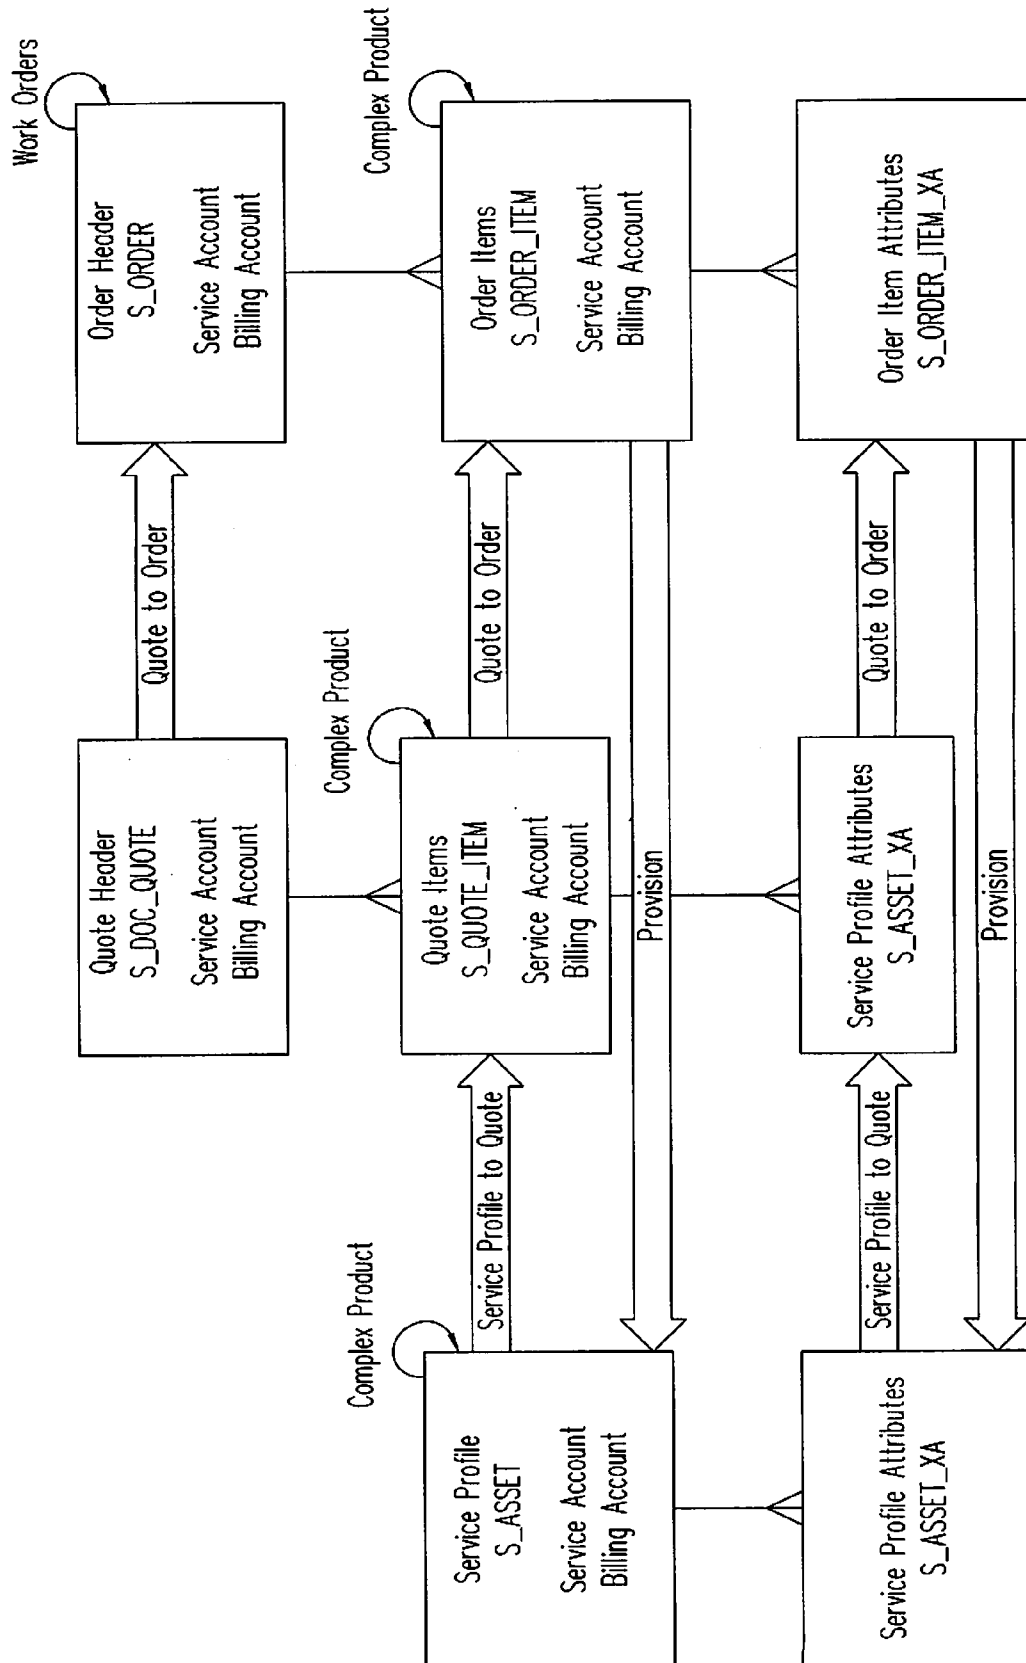 Work Orders
Order Header
S_ORDER
Service Account
Billing Account
Quote to Order
Quote Header
S_DOC_QUOTE
Service Account
Billing Account
Complex Product
Order Items
S_ORDER_ITEM
Service Account
Billing Account
Quote to Order
Complex Product
Quote Items
S_QUOTE_ITEM
Service Account
Billing Account
Service Profile to Quote
Complex Product
Service Profile
S_ASSET
Service Account
Billing Account
Provision
Order Item Attributes
S_ORDER_ITEM_XA
Quote to Order
Service Profile Attributes
S_ASSET_XA
Service Profile to Quote
Service Profile Attributes
S_ASSET_XA
Provision